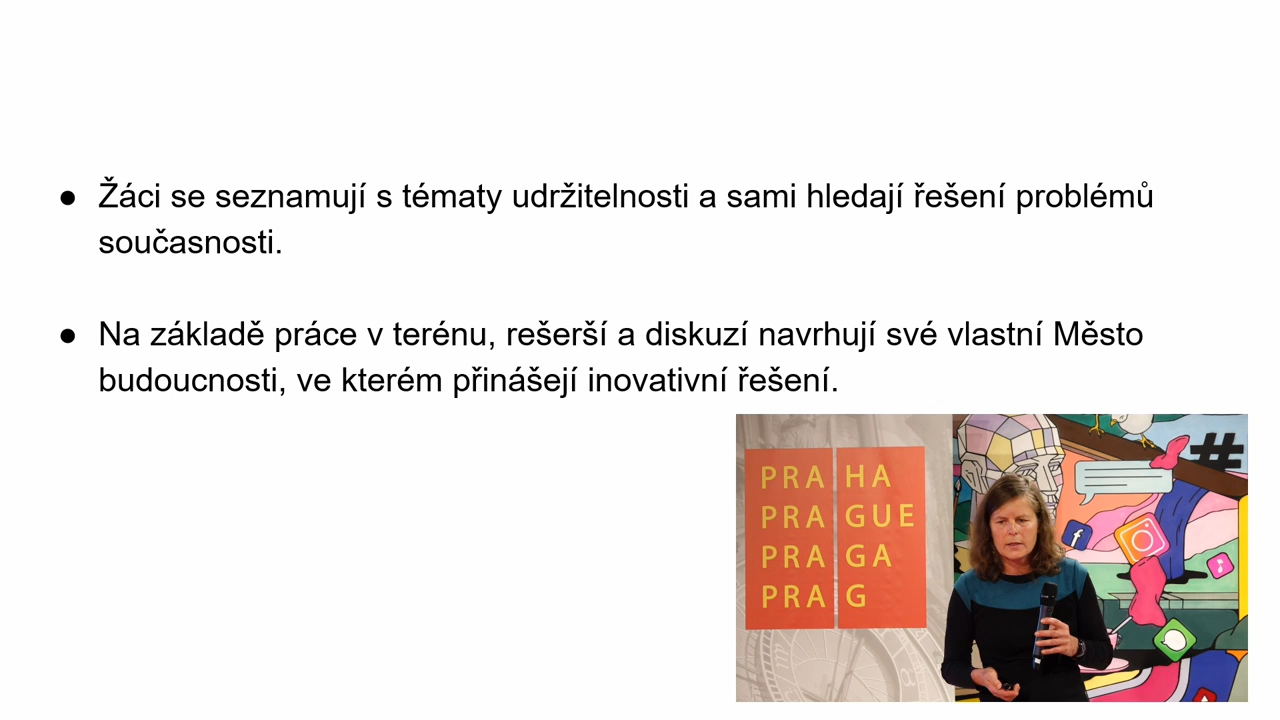 ● Žáci se seznamují s tématy udržitelnosti a sami hledají řešení problémů
současnosti.
● Na základě práce v terénu, rešerší a diskuzí navrhují své vlastní Město
budoucnosti, ve kterém přinášejí inovativní řešení.
PRA HA
PRA GUE
PRA GA
PRA G
#